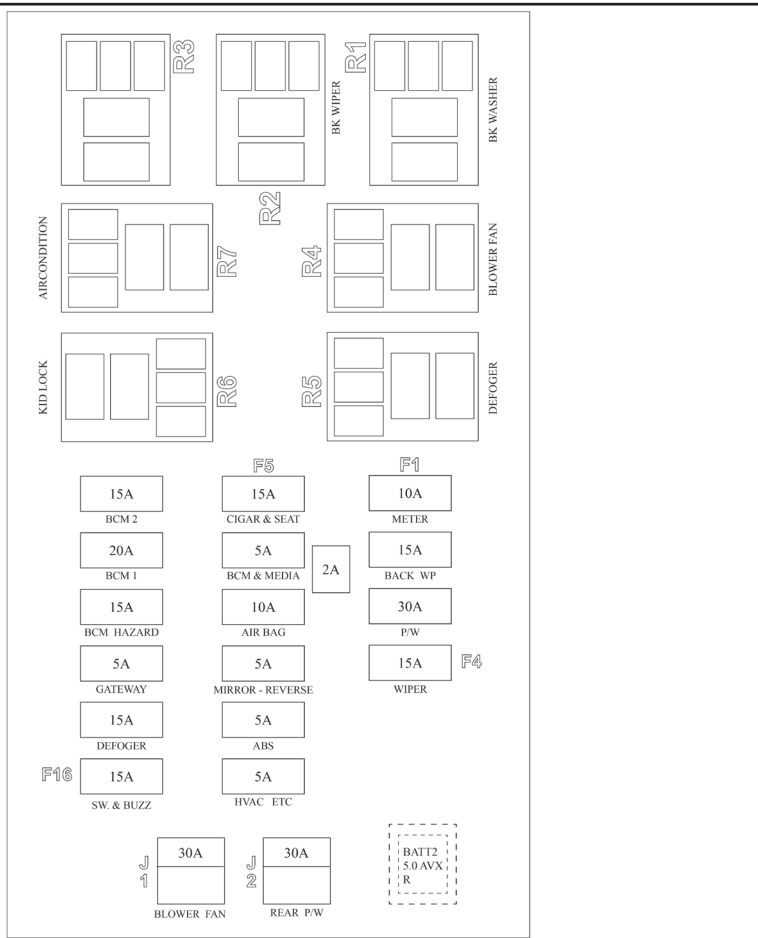 R3
R1
BK WIPER
BK WASHER
R2
AIRCONDITION
R7
R4
BLOWER FAN
KID LOCK
R6
R5
DEFOGER
F5
F1
15A
15A
10A
BCM 2
CIGAR & SEAT
METER
20A
5A
2A
15A
BCM 1
BCM & MEDIA
BACK WP
15A
10A
30A
BCM HAZARD
AIR BAG
P/W
5A
5A
15A
F4
GATEWAY
MIRROR - REVERSE
WIPER
15A
5A
DEFOGER
ABS
F16
15A
5A
SW. & BUZZ
HVAC ETC
J
1
30A
J
2
30A
BLOWER FAN
REAR P/W
BATT2
5.0 AVX
R